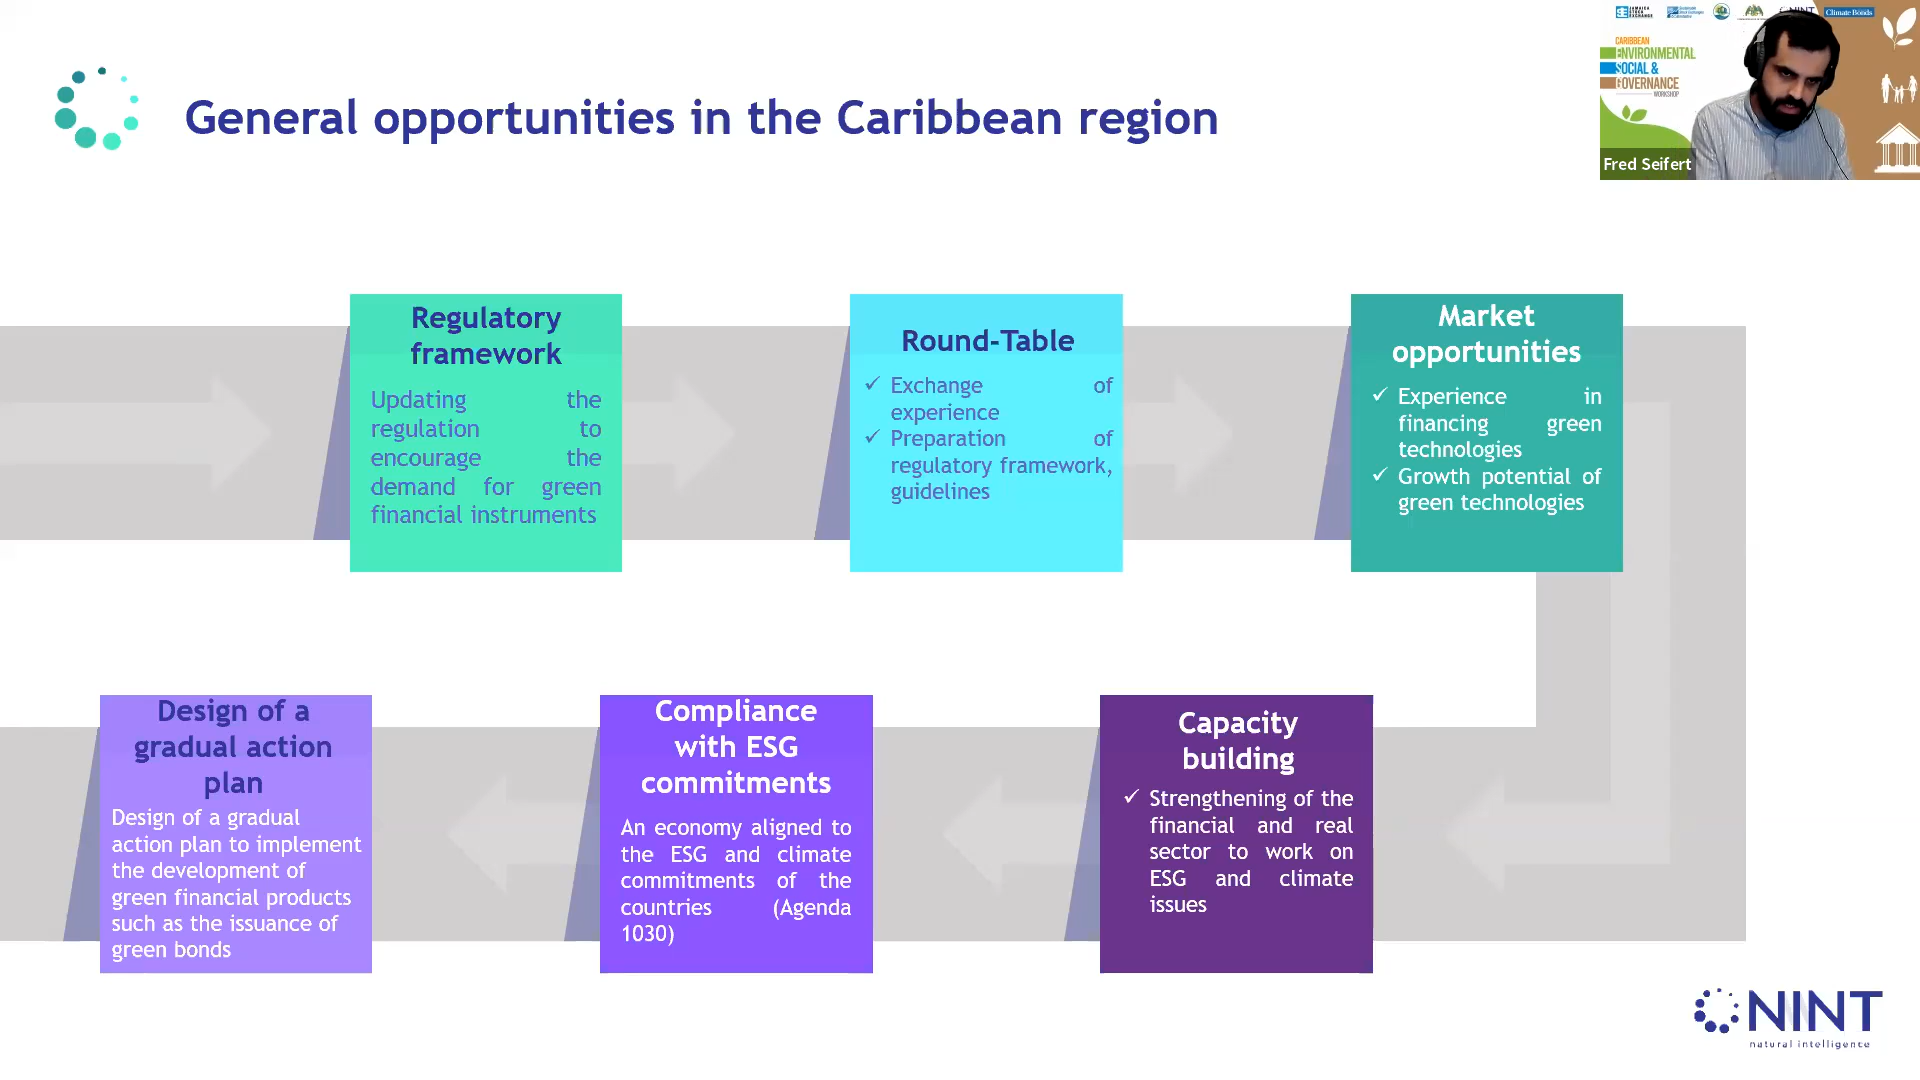 General opportunities in the Caribbean region
JAMAICA
STOCK
EXCHANGE
NINT
Climate Bonds
CARIBBEAN
ENVIRONMENTAL
SOCIAL &
GOVERNANCE
WORKSHOP
Fred Seifert
Regulatory
framework
Updating the
regulation to
encourage the
demand for green
financial instruments
Round-Table
✓ Exchange of
experience
✓ Preparation of
regulatory framework,
guidelines
Market
opportunities
✓ Experience in
financing green
technologies
✓ Growth potential of
green technologies
Capacity
building
✓ Strengthening of the
financial and real
sector to work on
ESG and climate
issues
Compliance
with ESG
commitments
An economy aligned to
the ESG and climate
commitments of the
countries (Agenda
1030)
Design of a
gradual action
plan
Design of a gradual
action plan to implement
the development of
green financial products
such as the issuance of
green bonds
NINT
natural intelligence